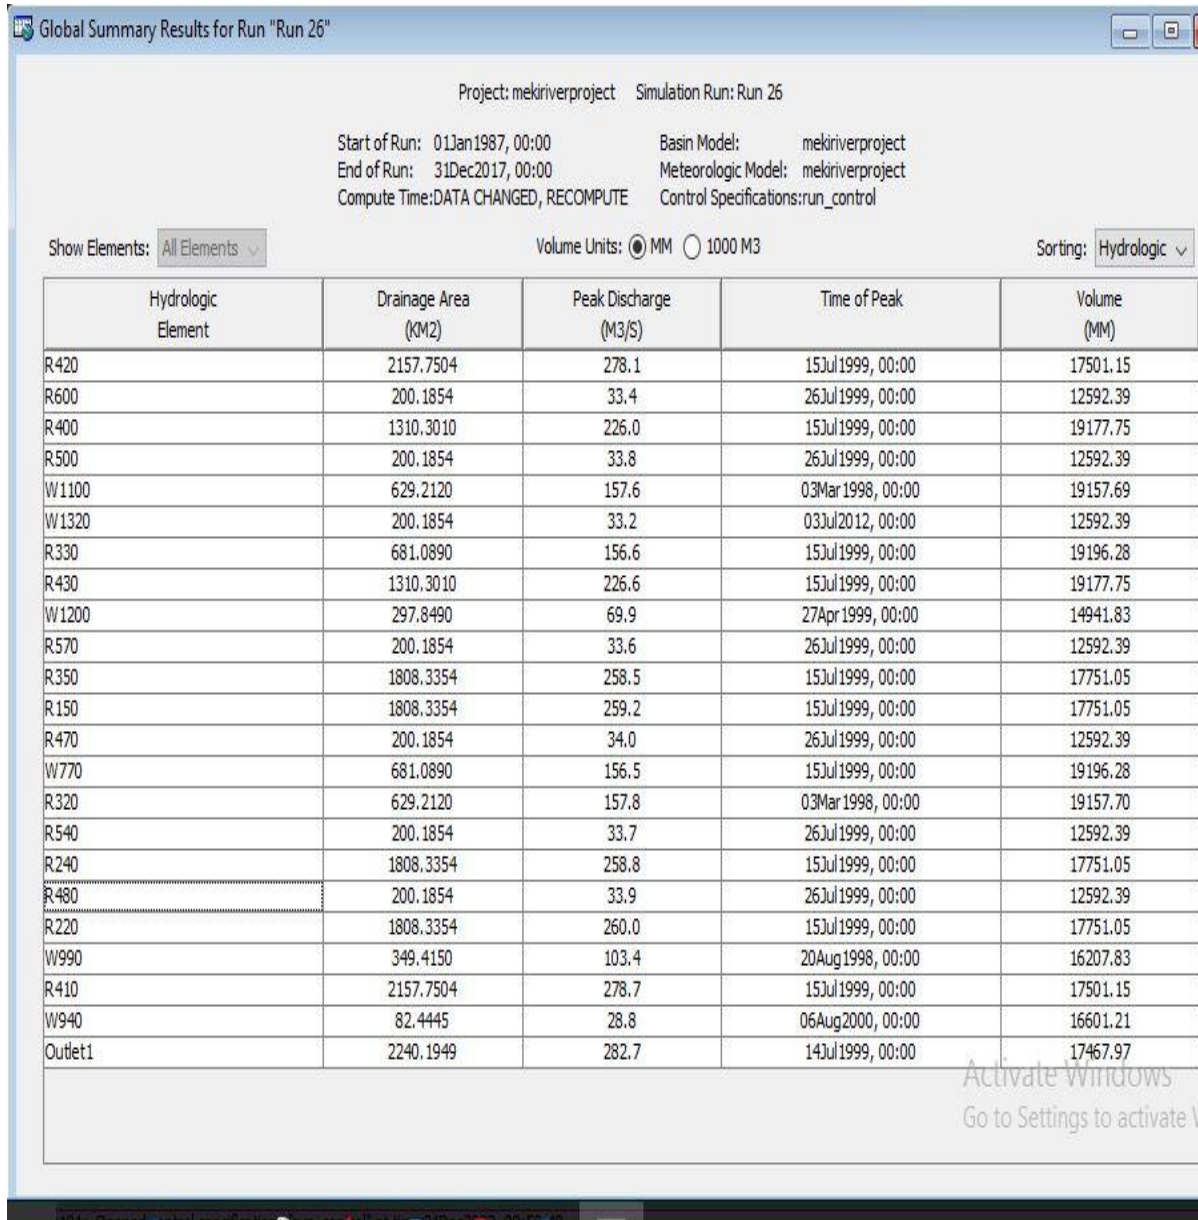 Global Summary Results for Run "Run 26"
Project: mekiriverproject Simulation Run: Run 26
Start of Run: 01Jan1987, 00:00 Basin Model: mekiriverproject
End of Run: 31Dec2017, 00:00 Meteorologic Model: mekiriverproject
Compute Time:DATA CHANGED, RECOMPUTE Control Specifications:run_control
Show Elements: All Elements Volume Units: MM 1000 M3 Sorting: Hydrologic
Hydrologic Element Drainage Area (KM2) Peak Discharge (M3/S) Time of Peak Volume (MM)
R420 2157.7504 278.1 15Jul1999, 00:00 17501.15
R600 200.1854 33.4 26Jul1999, 00:00 12592.39
R400 1310.3010 226.0 15Jul1999, 00:00 19177.75
R500 200.1854 33.8 26Jul1999, 00:00 12592.39
W1100 629.2120 157.6 03Mar1998, 00:00 19157.69
W1320 200.1854 33.2 03Jul2012, 00:00 12592.39
R330 681.0890 156.6 15Jul1999, 00:00 19196.28
R430 1310.3010 226.6 15Jul1999, 00:00 19177.75
W1200 297.8490 69.9 27Apr1999, 00:00 14941.83
R570 200.1854 33.6 26Jul1999, 00:00 12592.39
R350 1808.3354 258.5 15Jul1999, 00:00 17751.05
R150 1808.3354 259.2 15Jul1999, 00:00 17751.05
R470 200.1854 34.0 26Jul1999, 00:00 12592.39
W770 681.0890 156.5 15Jul1999, 00:00 19196.28
R320 629.2120 157.8 03Mar1998, 00:00 19157.70
R540 200.1854 33.7 26Jul1999, 00:00 12592.39
R240 1808.3354 258.8 15Jul1999, 00:00 17751.05
R480 200.1854 33.9 26Jul1999, 00:00 12592.39
R220 1808.3354 260.0 15Jul1999, 00:00 17751.05
W990 349.4150 103.4 20Aug1998, 00:00 16207.83
R410 2157.7504 278.7 15Jul1999, 00:00 17501.15
W940 82.4445 28.8 06Aug2000, 00:00 16601.21
Outlet1 2240.1949 282.7 14Jul1999, 00:00 17467.97
Activate Windows
Go to Settings to activate